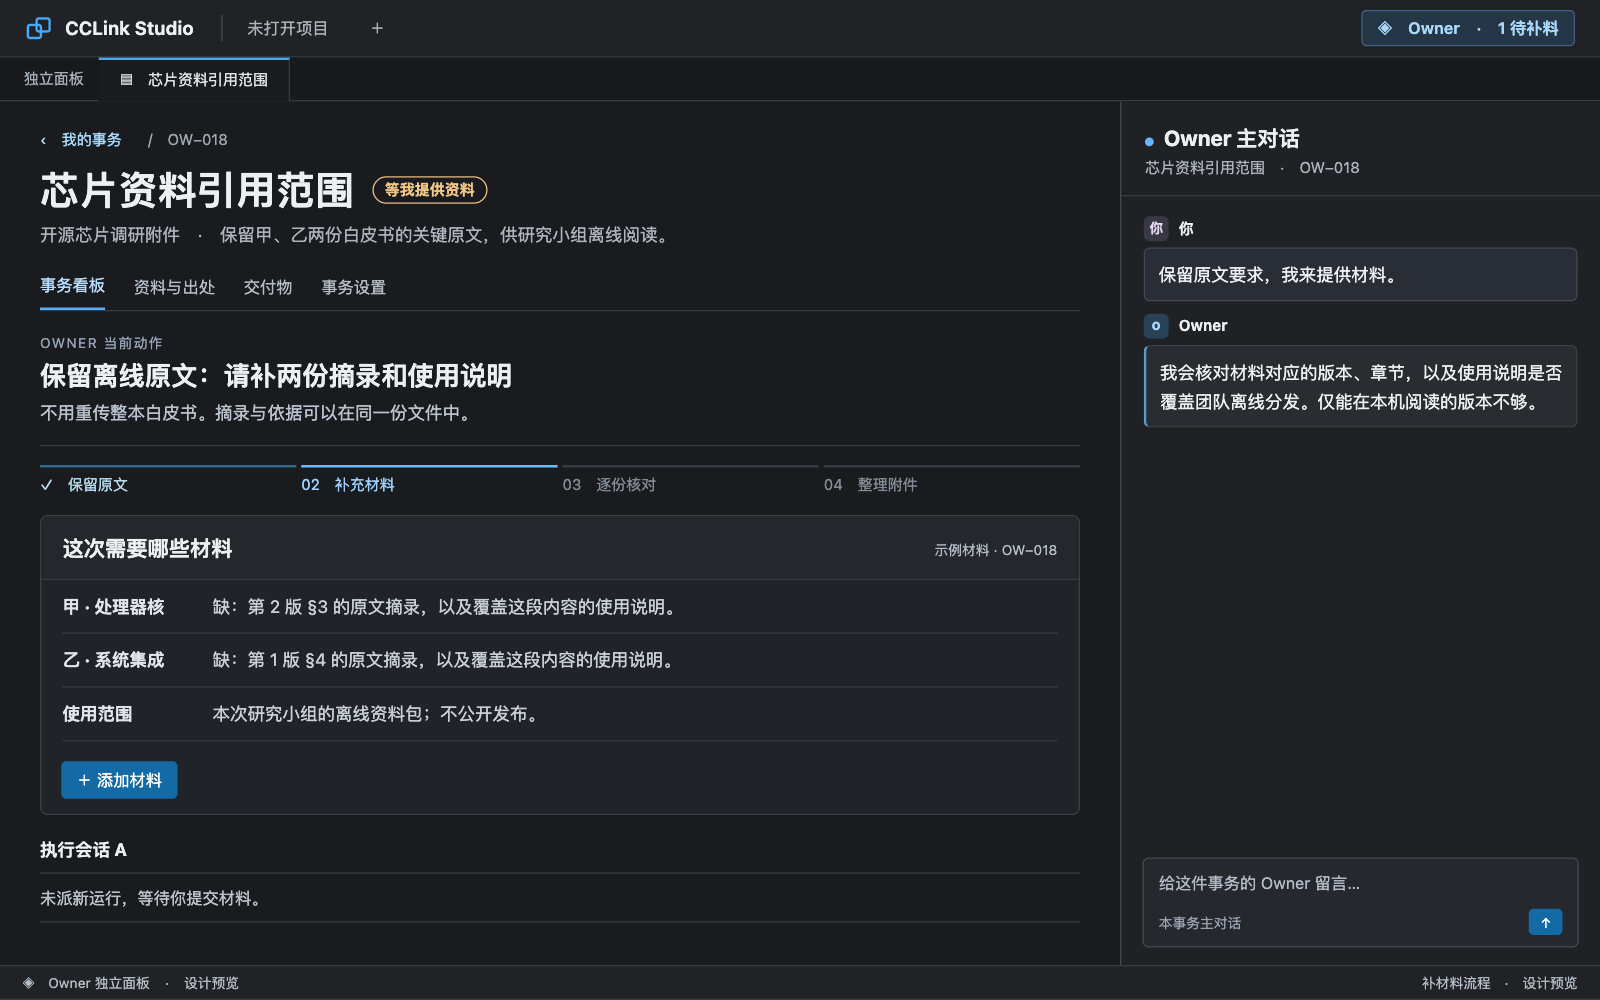 CCLink Studio
未打开项目
+
◈ Owner · 1 待补料
独立面板
芯片资料引用范围
‹ 我的事务 / OW–018
芯片资料引用范围
等我提供资料
开源芯片调研附件 · 保留甲、乙两份白皮书的关键原文，供研究小组离线阅读。
事务看板
资料与出处
交付物
事务设置
OWNER 当前动作
保留离线原文：请补两份摘录和使用说明
不用重传整本白皮书。摘录与依据可以在同一份文件中。
✓ 保留原文
02 补充材料
03 逐份核对
04 整理附件
这次需要哪些材料
示例材料 · OW–018
甲 · 处理器核 缺：第 2 版 §3 的原文摘录，以及覆盖这段内容的使用说明。
乙 · 系统集成 缺：第 1 版 §4 的原文摘录，以及覆盖这段内容的使用说明。
使用范围 本次研究小组的离线资料包；不公开发布。
+ 添加材料
执行会话 A
未派新运行，等待你提交材料。
Owner 主对话
芯片资料引用范围 · OW–018
你 你
保留原文要求，我来提供材料。
O Owner
我会核对材料对应的版本、章节，以及使用说明是否
覆盖团队离线分发。仅能在本机阅读的版本不够。
给这件事务的 Owner 留言...
本事务主对话
↑
◈ Owner 独立面板 · 设计预览
补材料流程 · 设计预览